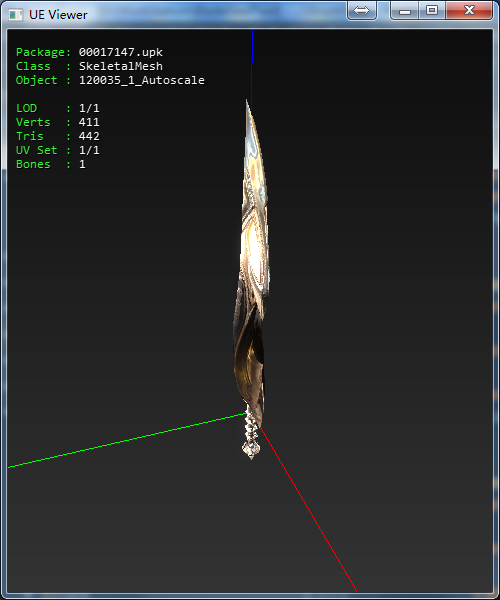 UE Viewer
Package: 00017147.upk
Class : SkeletalMesh
Object : 120035_1_Autoscale
LOD : 1/1
Verts : 411
Tris : 442
UV Set : 1/1
Bones : 1